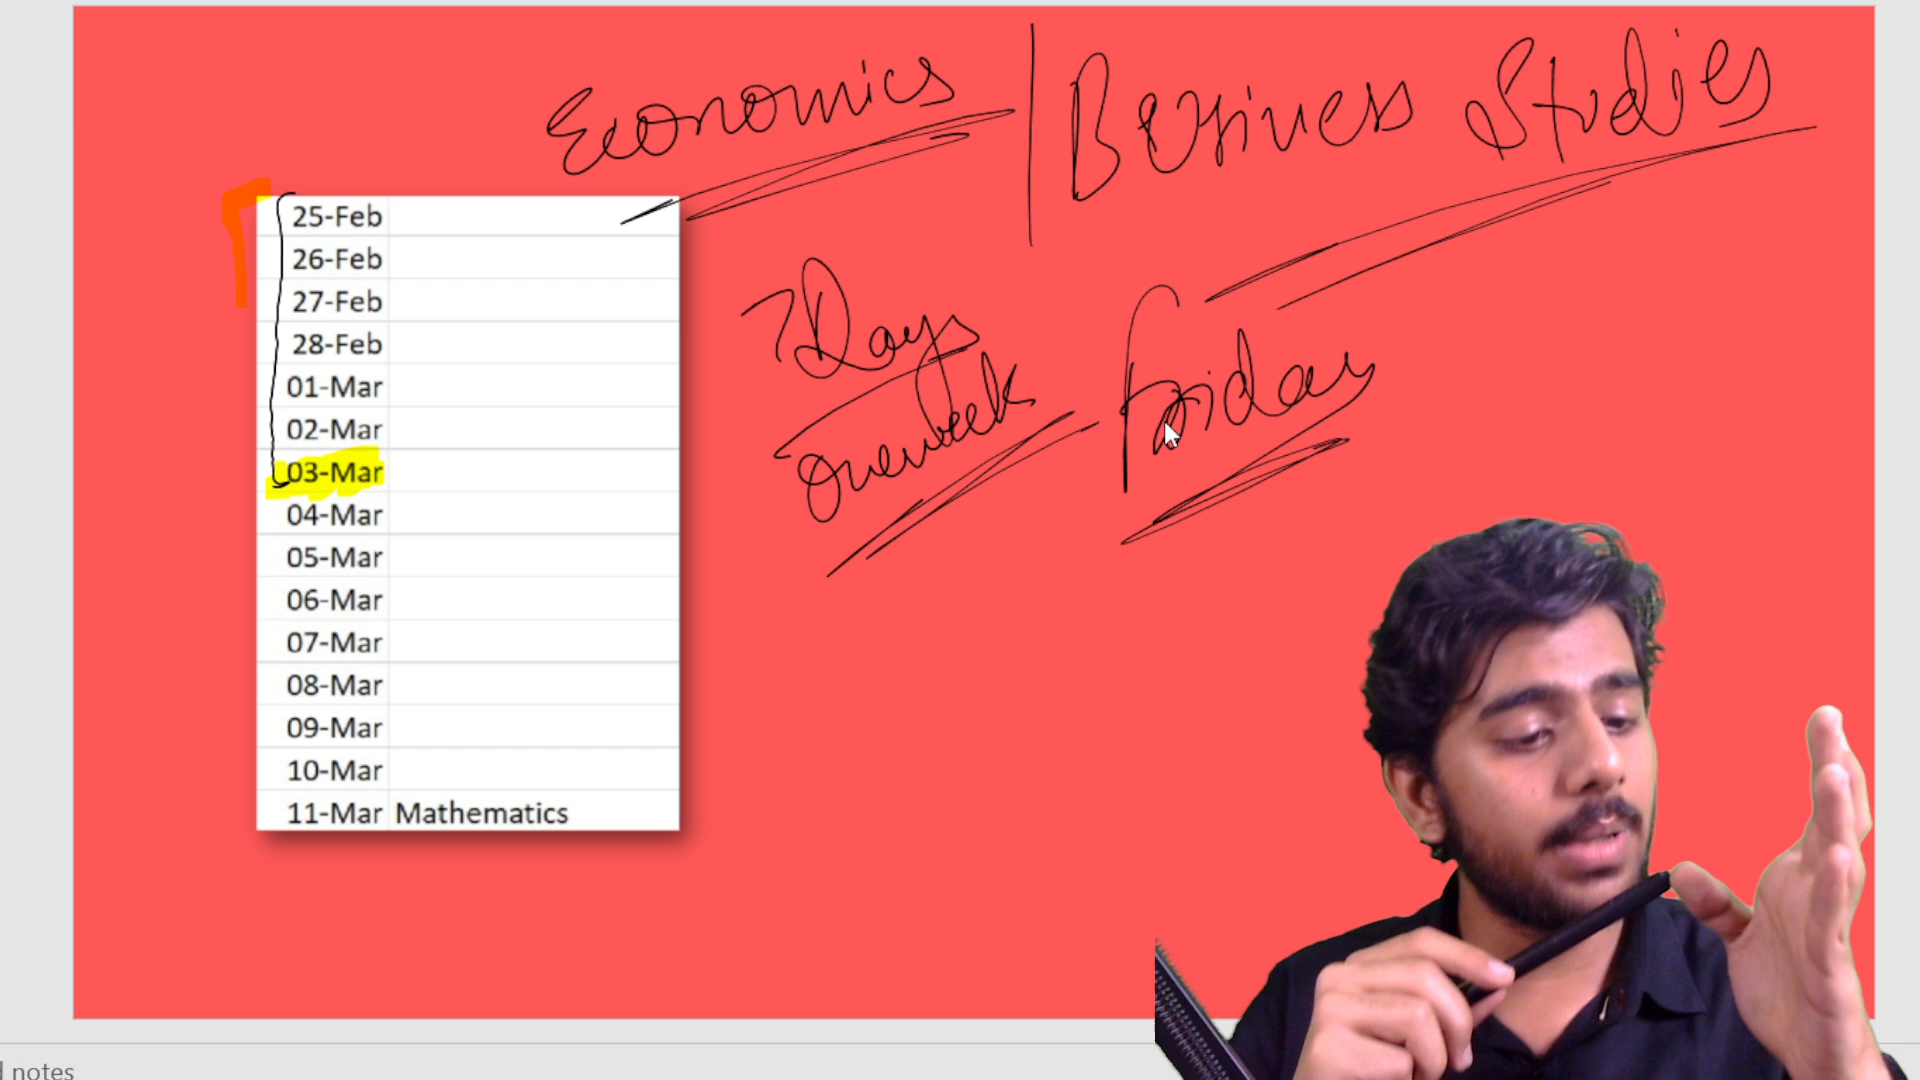 Economics | Business Studies
25-Feb
26-Feb
27-Feb
28-Feb
01-Mar
02-Mar
03-Mar
04-Mar
05-Mar
06-Mar
07-Mar
08-Mar
09-Mar
10-Mar
11-Mar Mathematics
7 Days
one week
friday
notes